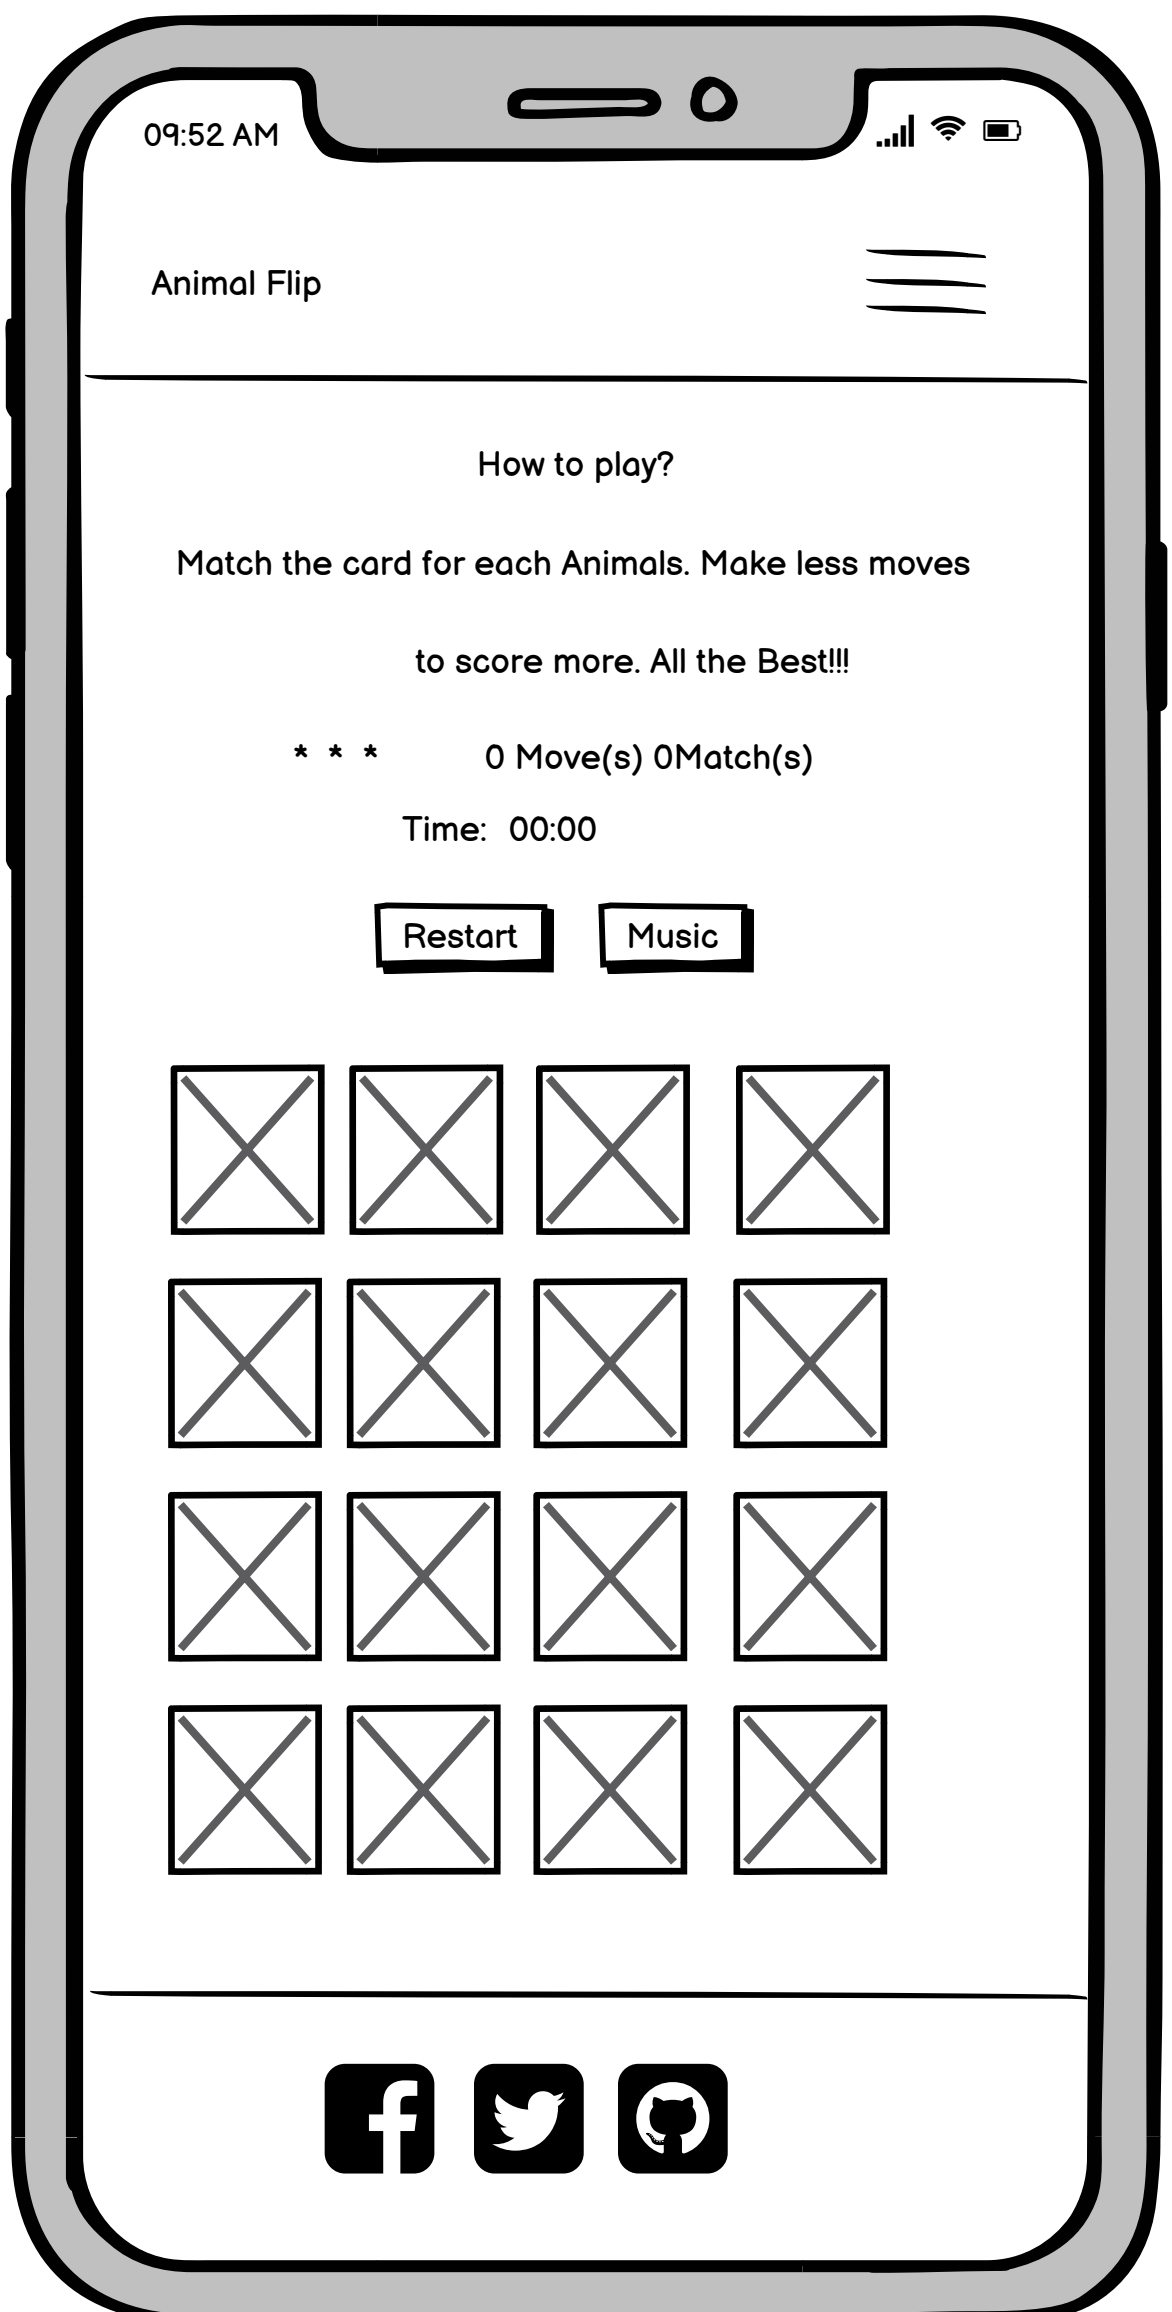 09:52 AM
Animal Flip
How to play?
Match the card for each Animals. Make less moves
to score more. All the Best!!!
* * * 0 Move(s) 0Match(s)
Time: 00:00
Restart Music